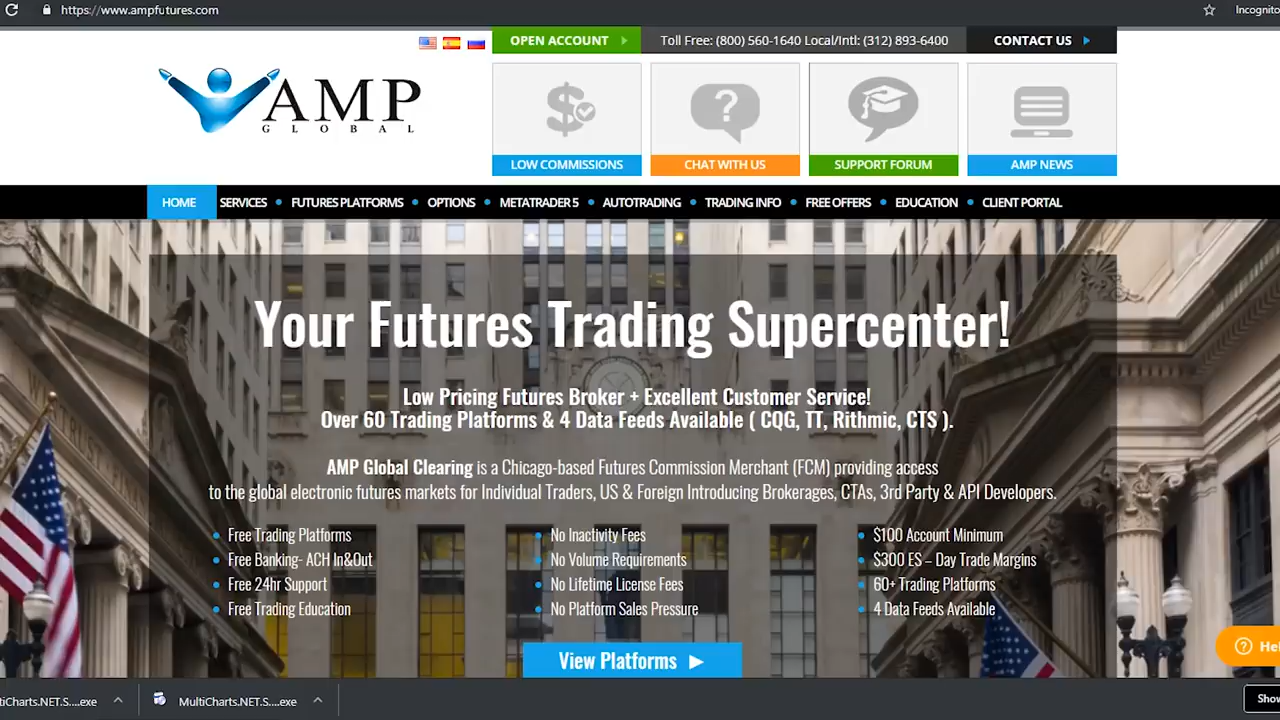 https://www.ampfutures.com
Incognito
OPEN ACCOUNT
Toll Free: (800) 560-1640 Local/Intl: (312) 893-6400
CONTACT US
AMP
GLOBAL
LOW COMMISSIONS
CHAT WITH US
SUPPORT FORUM
AMP NEWS
HOME SERVICES FUTURES PLATFORMS OPTIONS METATRADER 5 AUTOTRADING TRADING INFO FREE OFFERS EDUCATION CLIENT PORTAL
Your Futures Trading Supercenter!
Low Pricing Futures Broker + Excellent Customer Service!
Over 60 Trading Platforms & 4 Data Feeds Available ( CQG, TT, Rithmic, CTS ).
AMP Global Clearing is a Chicago-based Futures Commission Merchant (FCM) providing access
to the global electronic futures markets for Individual Traders, US & Foreign Introducing Brokerages, CTAs, 3rd Party & API Developers.
Free Trading Platforms
Free Banking- ACH In&Out
Free 24hr Support
Free Trading Education
No Inactivity Fees
No Volume Requirements
No Lifetime License Fees
No Platform Sales Pressure
$100 Account Minimum
$300 ES – Day Trade Margins
60+ Trading Platforms
4 Data Feeds Available
View Platforms
Hel
tiCharts.NET.S....exe
MultiCharts.NET.S....exe
Show